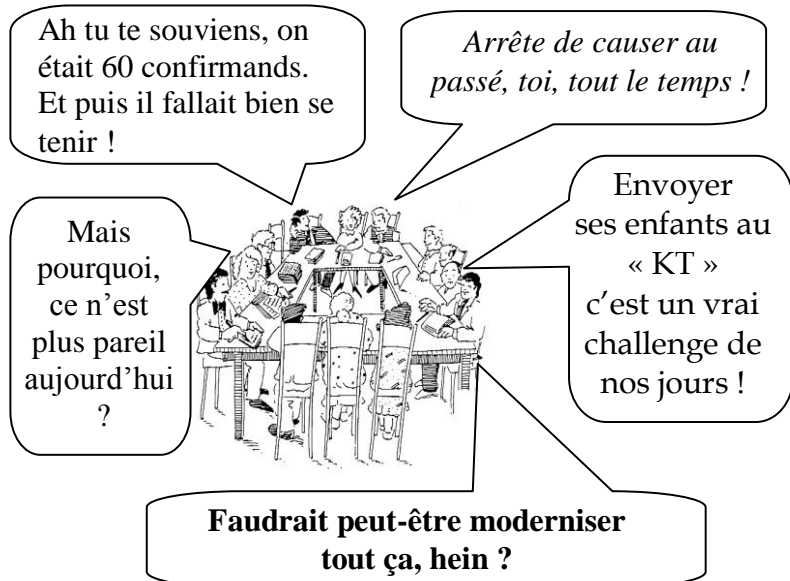 Ah tu te souviens, on
était 60 confirmands.
Et puis il fallait bien se
tenir !
Arrête de causer au
passé, toi, tout le temps !
Mais
pourquoi,
ce n’est
plus pareil
aujourd’hui
?
Envoyer
ses enfants au
« KT »
c’est un vrai
challenge de
nos jours !
Faudrait peut-être moderniser
tout ça, hein ?